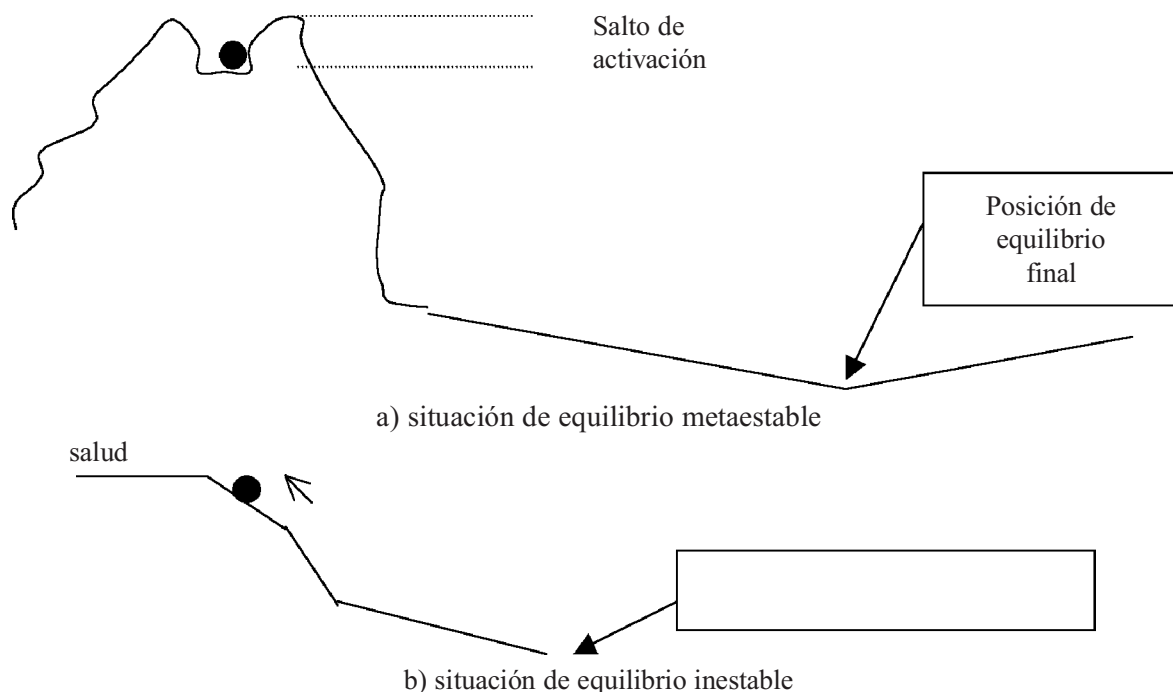 Salto de
activación
Posición de
equilibrio
final
a) situación de equilibrio metaestable
salud
b) situación de equilibrio inestable